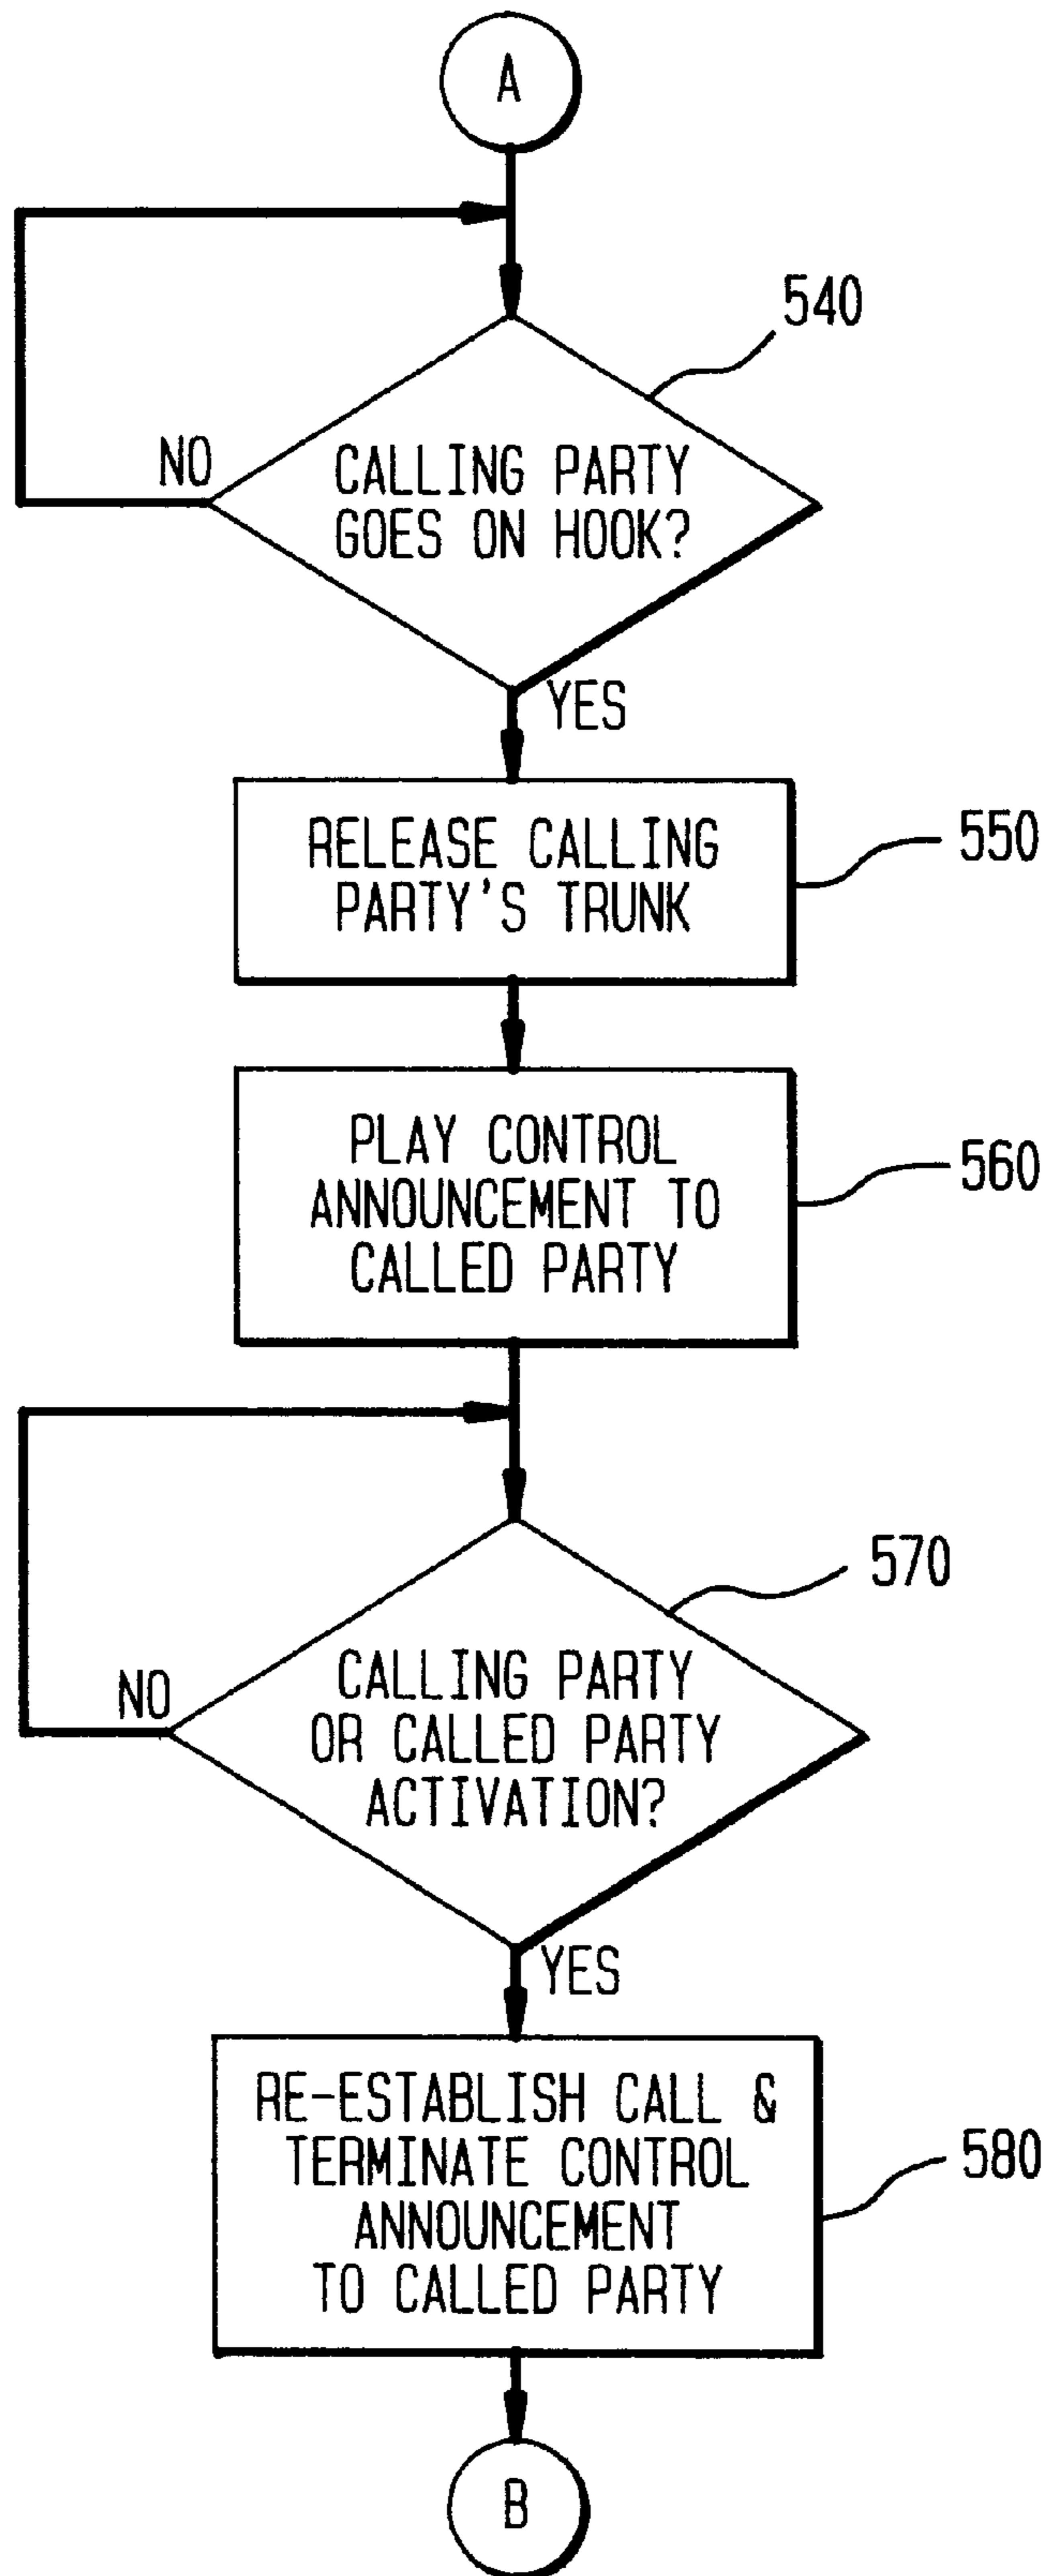 A
540
NO
CALLING PARTY
GOES ON HOOK?
YES
RELEASE CALLING
PARTY'S TRUNK
550
PLAY CONTROL
ANNOUNCEMENT TO
CALLED PARTY
560
570
NO
CALLING PARTY
OR CALLED PARTY
ACTIVATION?
YES
RE-ESTABLISH CALL &
TERMINATE CONTROL
ANNOUNCEMENT
TO CALLED PARTY
580
B